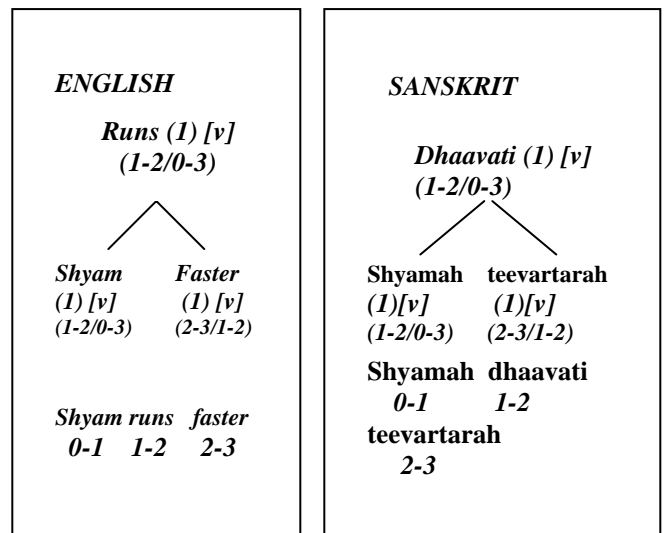 ENGLISH
Runs (1) [v]
(1-2/0-3)
Shyam Faster
(1) [v] (1) [v]
(1-2/0-3) (2-3/1-2)
Shyam runs faster
0-1 1-2 2-3
SANSKRIT
Dhaavati (1) [v]
(1-2/0-3)
Shyamah teevartarah
(1)[v] (1)[v]
(1-2/0-3) (2-3/1-2)
Shyamah dhaavati
0-1 1-2
teevartarah
2-3